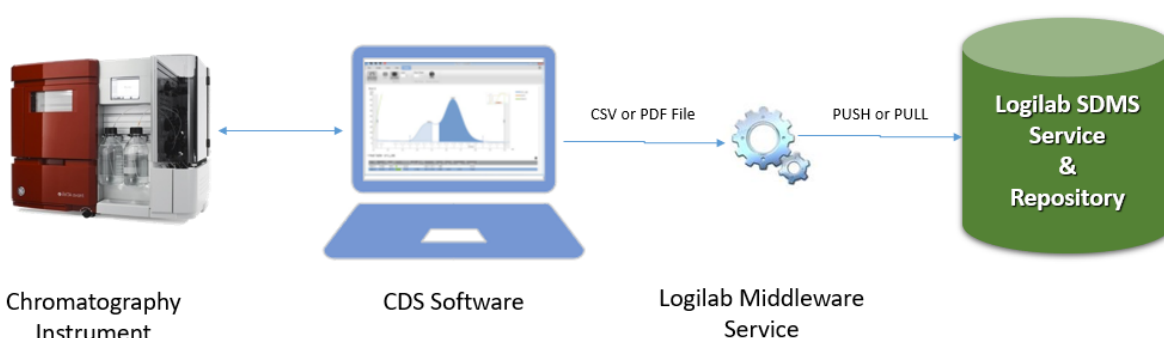 CSV or PDF File
PUSH or PULL
Logilab SDMS
Service
&
Repository
Chromatography
Instrument
CDS Software
Logilab Middleware
Service